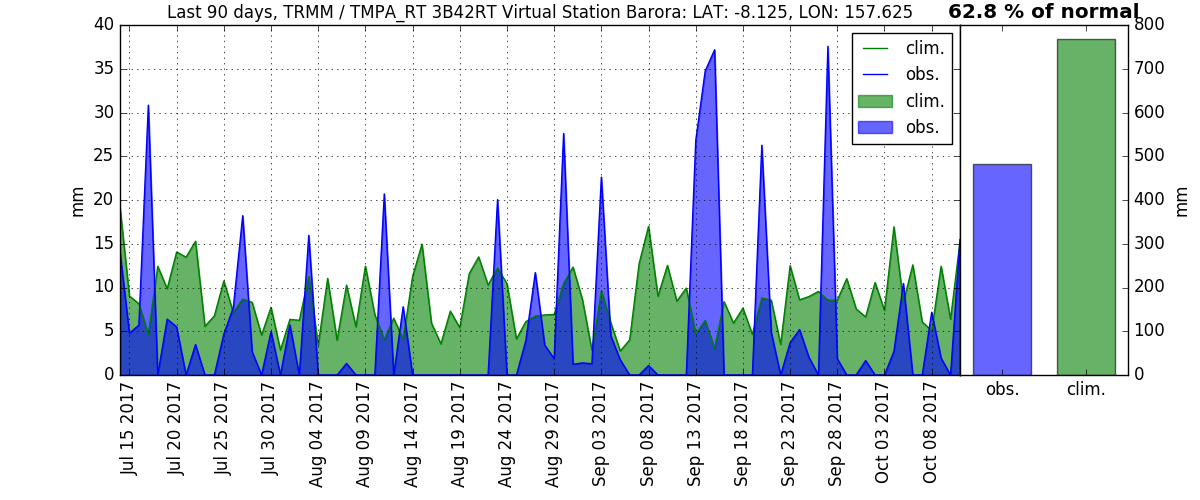 Last 90 days, TRMM / TMPA_RT 3B42RT Virtual Station Barora: LAT: -8.125, LON: 157.625
62.8 % of normal
40
35
30
25
20
15
10
5
0
mm
clim.
obs.
clim.
obs.
800
700
600
500
400
300
200
100
0
mm
Jul 15 2017
Jul 20 2017
Jul 25 2017
Jul 30 2017
Aug 04 2017
Aug 09 2017
Aug 14 2017
Aug 19 2017
Aug 24 2017
Aug 29 2017
Sep 03 2017
Sep 08 2017
Sep 13 2017
Sep 18 2017
Sep 23 2017
Sep 28 2017
Oct 03 2017
Oct 08 2017
obs.
clim.